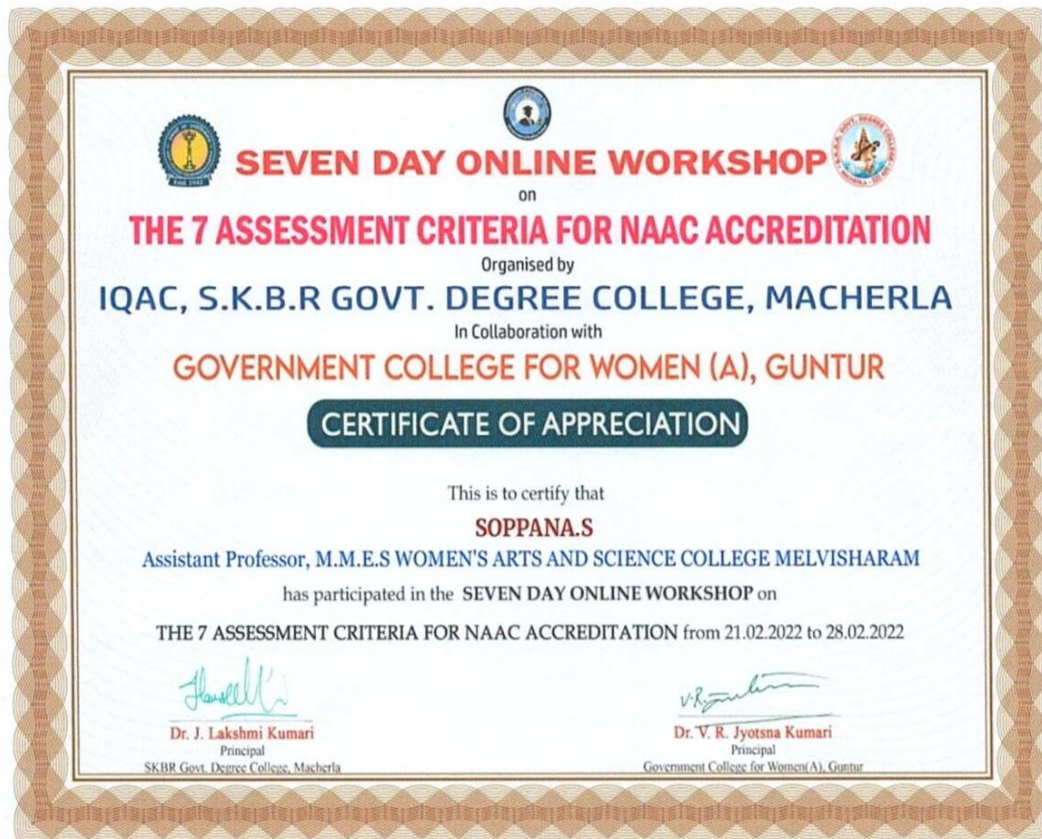 SEVEN DAY ONLINE WORKSHOP
on
THE 7 ASSESSMENT CRITERIA FOR NAAC ACCREDITATION
Organised by
IQAC, S.K.B.R GOVT. DEGREE COLLEGE, MACHERLA
In Collaboration with
GOVERNMENT COLLEGE FOR WOMEN (A), GUNTUR
CERTIFICATE OF APPRECIATION
This is to certify that
SOPPANA.S
Assistant Professor, M.M.E.S WOMEN'S ARTS AND SCIENCE COLLEGE MELVISHARAM
has participated in the SEVEN DAY ONLINE WORKSHOP on
THE 7 ASSESSMENT CRITERIA FOR NAAC ACCREDITATION from 21.02.2022 to 28.02.2022
Dr. J. Lakshmi Kumari
Principal
SKBR Govt. Degree College, Macherla
Dr. V. R. Jyotsna Kumari
Principal
Government College for Women(A), Guntur